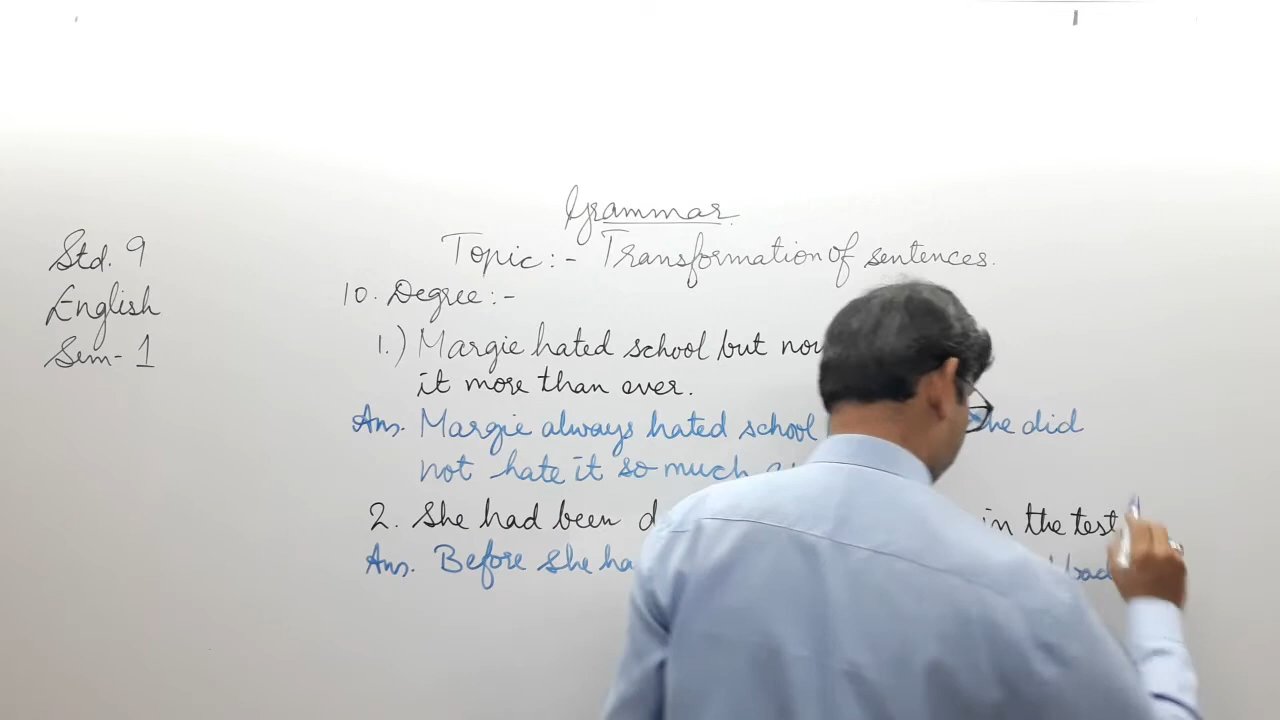 Grammar
Std. 9
English
Sem- 1
Topic:- Transformation of sentences.
10. Degree:-
1.) Margie hated school but now
it more than ever.
Ans. Margie always hated school she did
not hate it so much
2. She had been in the test
Ans. Before she had bad